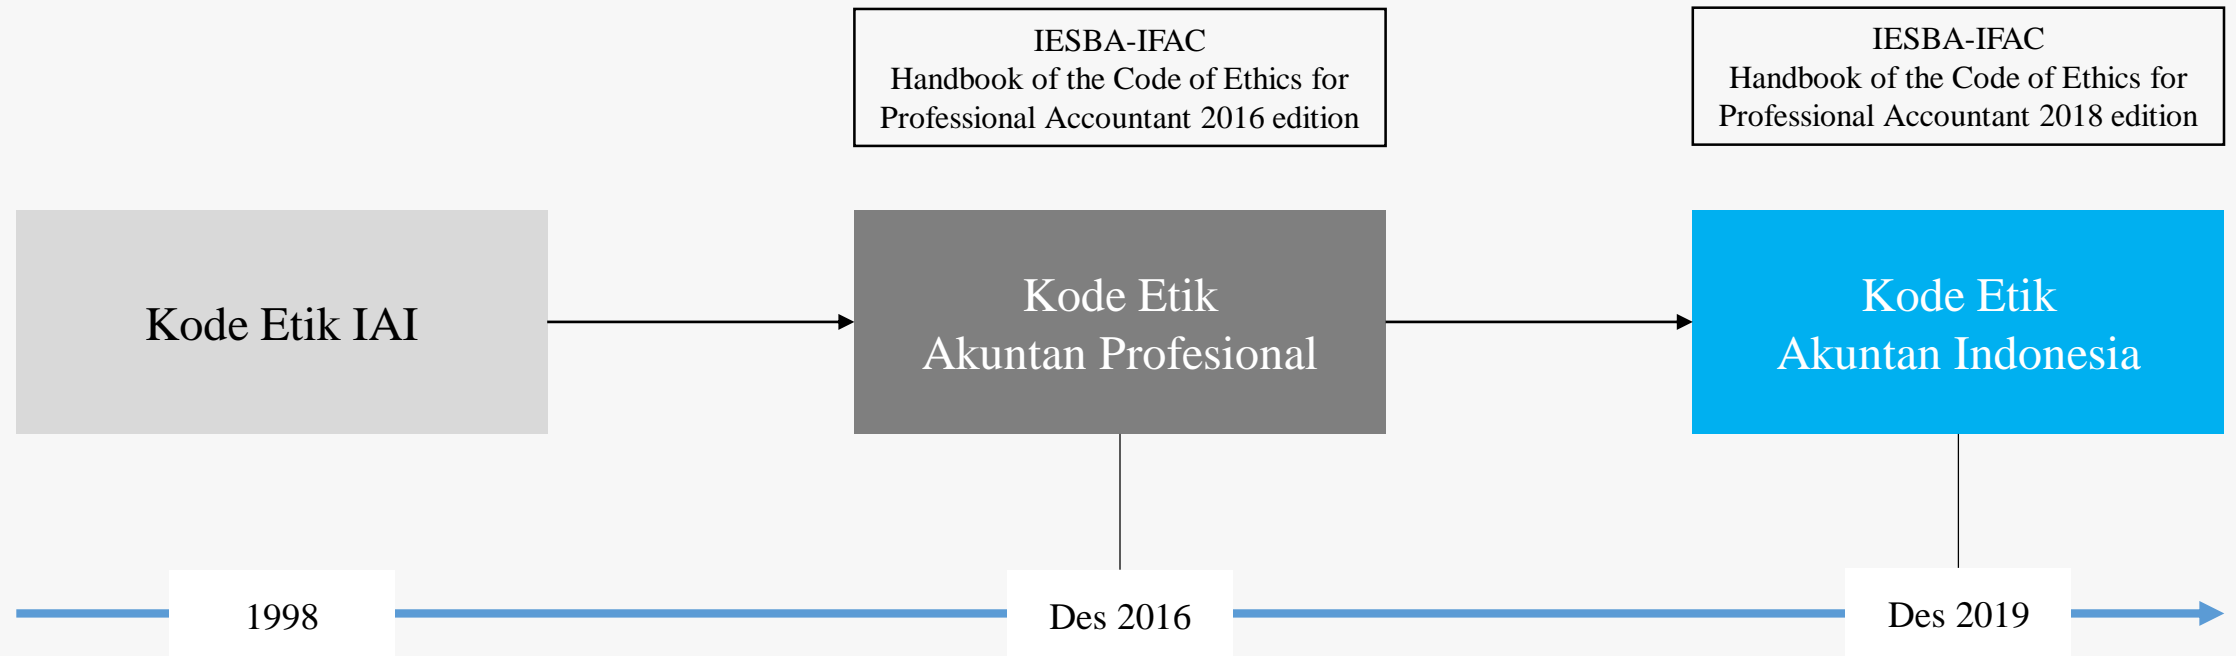 IESBA-IFAC
Handbook of the Code of Ethics for
Professional Accountant 2016 edition
IESBA-IFAC
Handbook of the Code of Ethics for
Professional Accountant 2018 edition
Kode Etik IAI
Kode Etik
Akuntan Profesional
Kode Etik
Akuntan Indonesia
1998
Des 2016
Des 2019